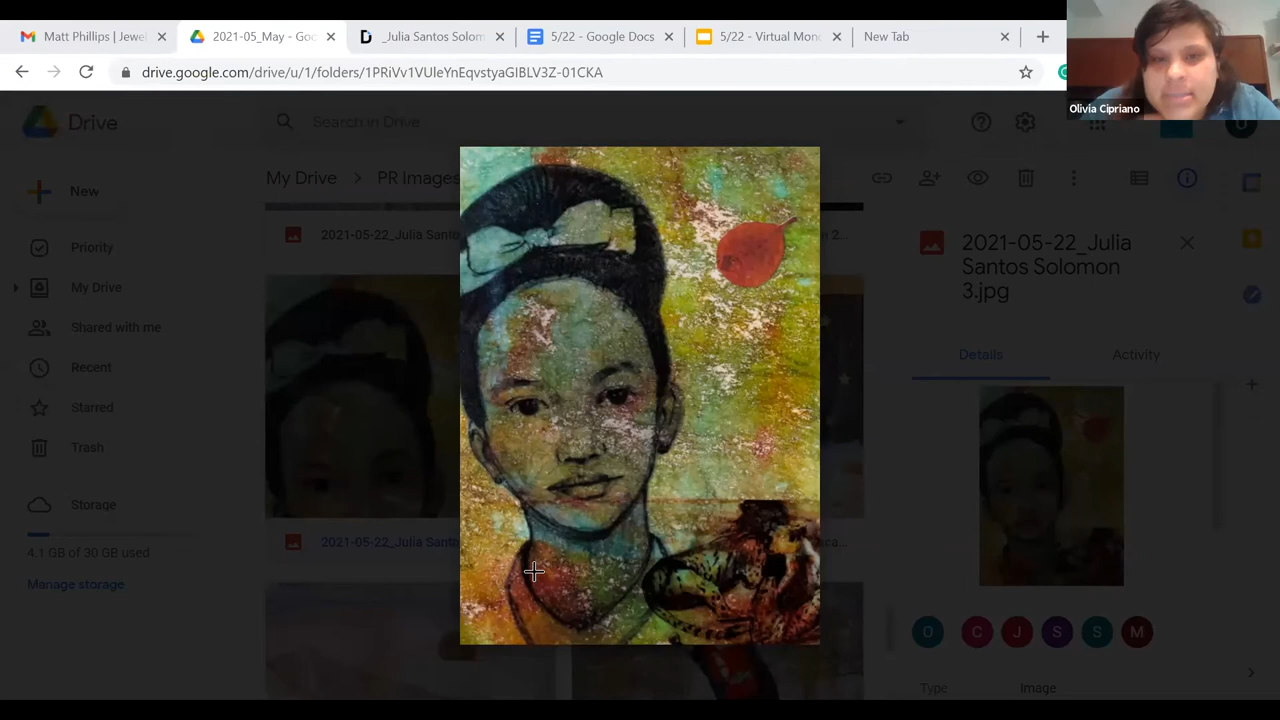 Matt Phillips | Jewel
2021-05_May - Goo
_Julia Santos Solom
5/22 - Google Docs
5/22 - Virtual Mond
New Tab
drive.google.com/drive/u/1/folders/1PRiVv1VUleYnEqvstyaGIBLV3Z-01CKA
Olivia Cipriano
Drive
Search in Drive
New
My Drive
PR Images
Priority
My Drive
Shared with me
Recent
Starred
Trash
Storage
4.1 GB of 30 GB used
Manage storage
2021-05-22_Julia Santo
2021-05-22_Julia Santo
2021-05-22_Julia
Santos Solomon
3.jpg
Details
Activity
O
C
J
S
S
M
Type
Image